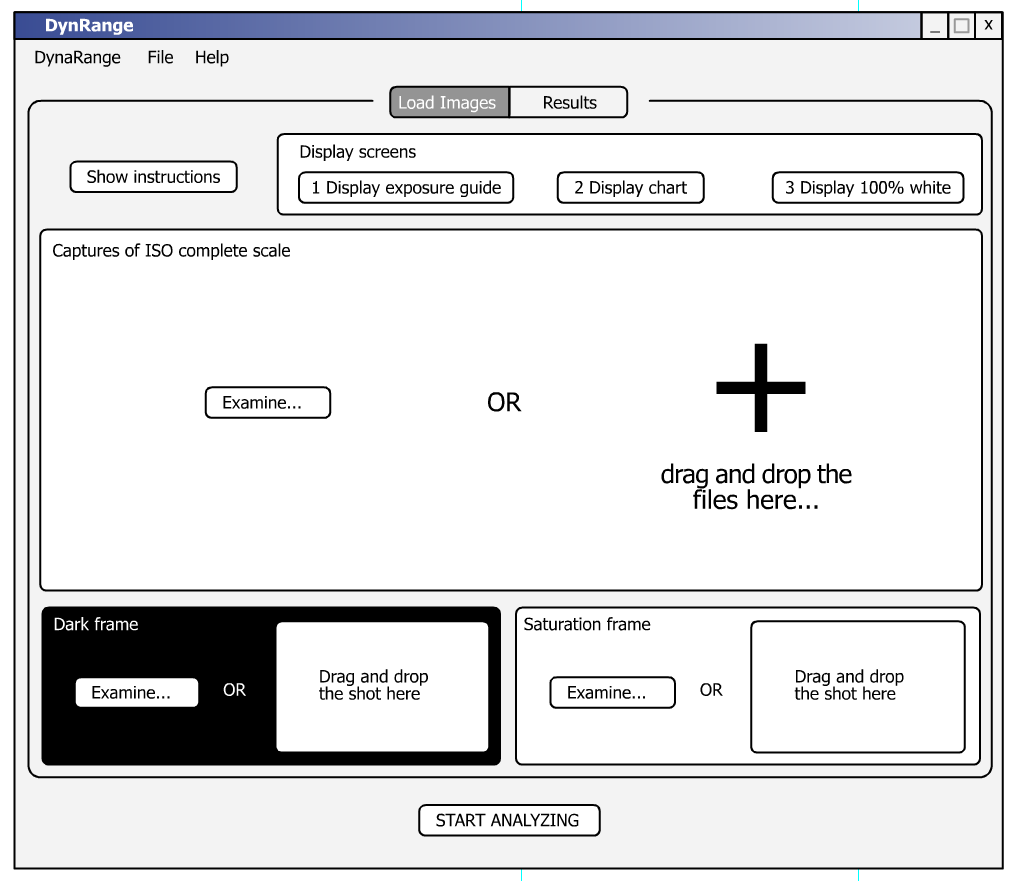 DynRange
_ X
DynaRange File Help
Load Images Results
Show instructions
Display screens
1 Display exposure guide 2 Display chart 3 Display 100% white
Captures of ISO complete scale
Examine...
OR
drag and drop the
files here...
Dark frame
Examine...
OR
Drag and drop
the shot here
Saturation frame
Examine...
OR
Drag and drop
the shot here
START ANALYZING